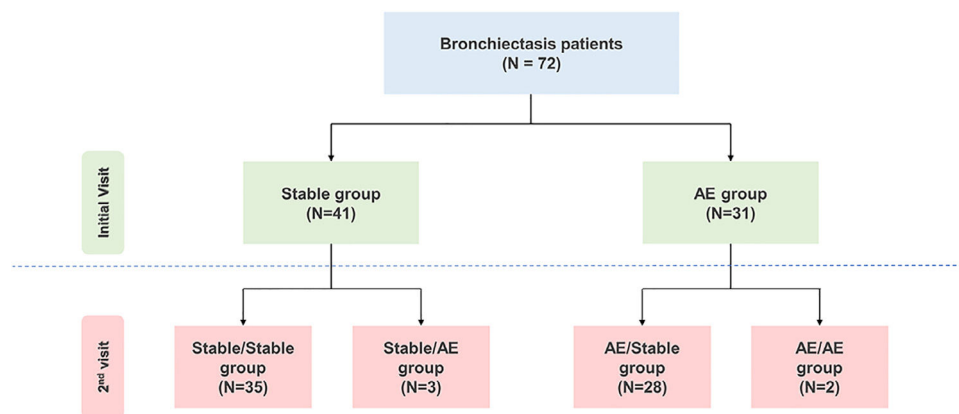 Bronchiectasis patients
(N = 72)
Initial Visit
Stable group
(N=41)
AE group
(N=31)
2nd visit
Stable/Stable
group
(N=35)
Stable/AE
group
(N=3)
AE/Stable
group
(N=28)
AE/AE
group
(N=2)